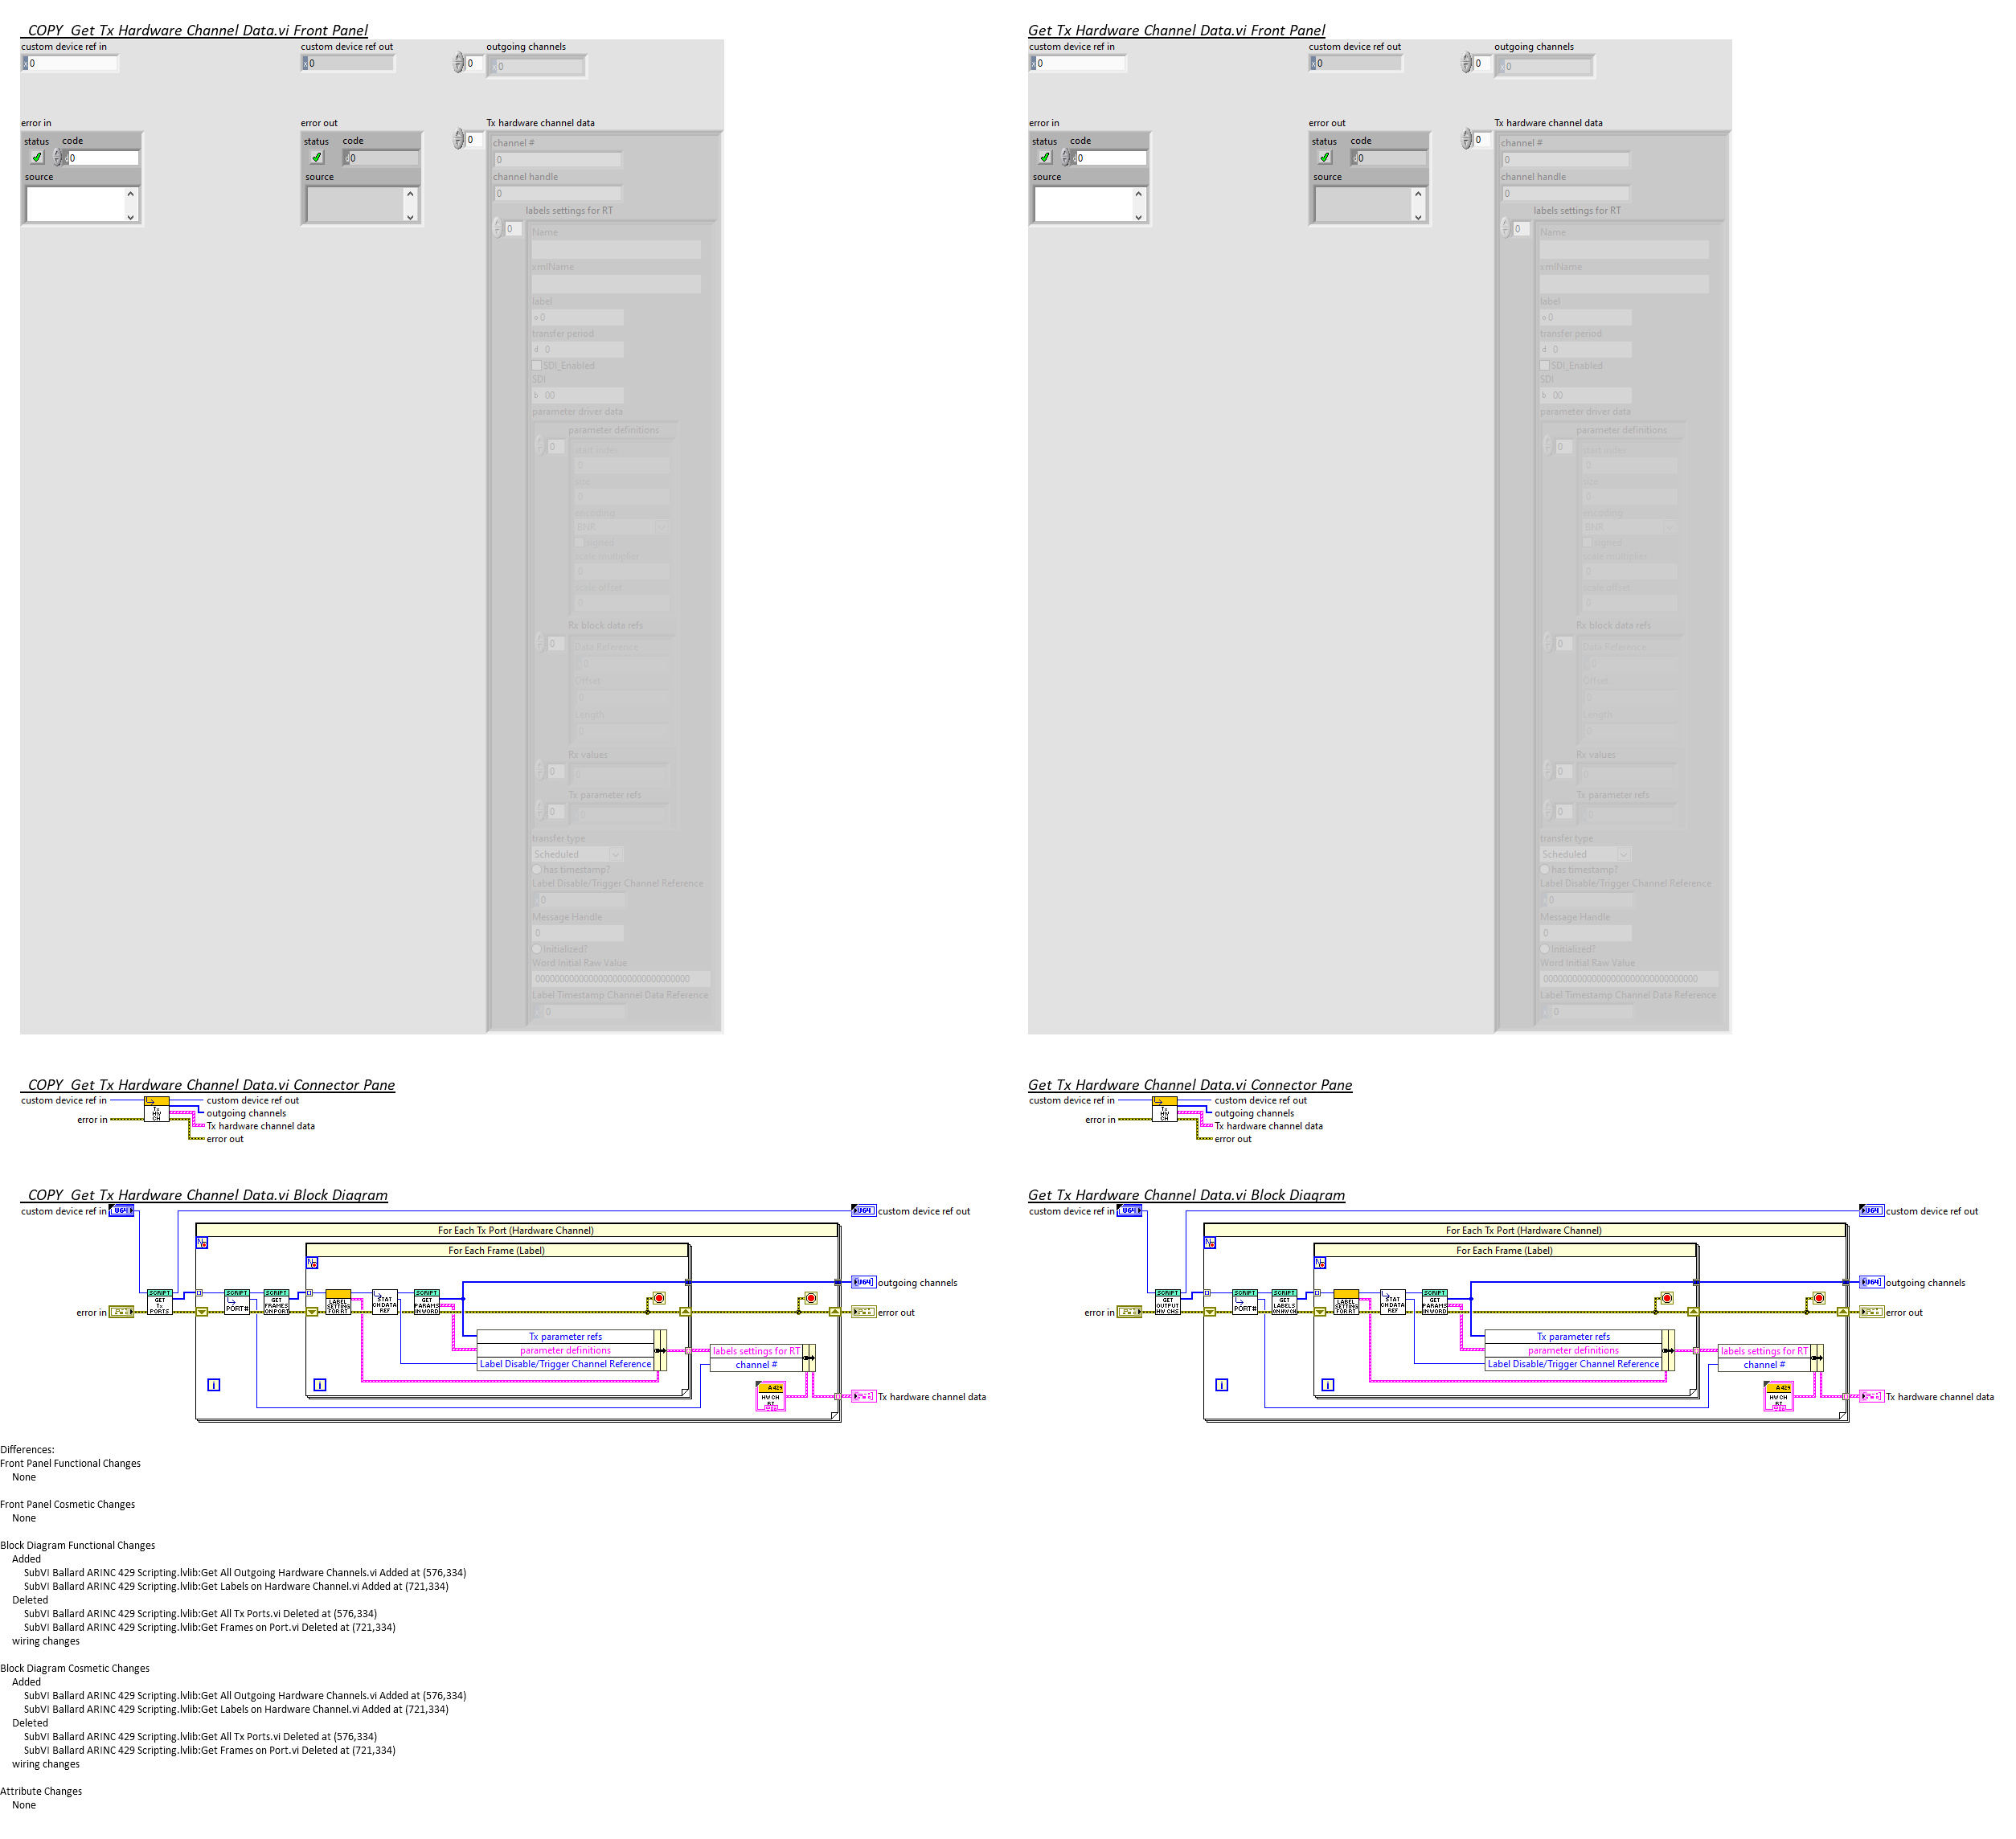 _COPY_Get Tx Hardware Channel Data.vi Front Panel
custom device ref in
custom device ref out
outgoing channels
x 0
x 0
0
x 0
error in
error out
Tx hardware channel data
status code
d 0
source
status code
d 0
source
0
channel #
0
channel handle
0
labels settings for RT
0
Name
xmlName
label
o 0
transfer period
d 0
SDI_Enabled
SDI
b 00
parameter driver data
parameter definitions
0
start index
0
size
0
encoding
BNR
signed
scale multiplier
0
scale offset
0
Rx block data refs
0
Data Reference
0
Offset
0
Length
0
Rx values
0
0
Tx parameter refs
0
0
transfer type
Scheduled
has timestamp?
Label Disable/Trigger Channel Reference
x 0
Message Handle
0
Initialized?
Word Initial Raw Value
00000000000000000000000000000000
Label Timestamp Channel Data Reference
x 0
Get Tx Hardware Channel Data.vi Front Panel
custom device ref in
custom device ref out
outgoing channels
x 0
x 0
0
x 0
error in
error out
Tx hardware channel data
status code
d 0
source
status code
d 0
source
0
channel #
0
channel handle
0
labels settings for RT
0
Name
xmlName
label
o 0
transfer period
d 0
SDI_Enabled
SDI
b 00
parameter driver data
parameter definitions
0
start index
0
size
0
encoding
BNR
signed
scale multiplier
0
scale offset
0
Rx block data refs
0
Data Reference
0
Offset
0
Length
0
Rx values
0
0
Tx parameter refs
0
0
transfer type
Scheduled
has timestamp?
Label Disable/Trigger Channel Reference
x 0
Message Handle
0
Initialized?
Word Initial Raw Value
00000000000000000000000000000000
Label Timestamp Channel Data Reference
x 0
_COPY_Get Tx Hardware Channel Data.vi Connector Pane
custom device ref in
custom device ref out
Tx
HW
CH
outgoing channels
error in
Tx hardware channel data
error out
Get Tx Hardware Channel Data.vi Connector Pane
custom device ref in
custom device ref out
Tx
HW
CH
outgoing channels
error in
Tx hardware channel data
error out
_COPY_Get Tx Hardware Channel Data.vi Block Diagram
custom device ref in
U64
U64
custom device ref out
For Each Tx Port (Hardware Channel)
N
For Each Frame (Label)
N
U64
outgoing channels
error in
SCRIPT
GET
Tx
PORTS
SCRIPT
PORT#
SCRIPT
GET
FRAMES
ONPORT
LABEL
SETTING
FOR RT
STAT
CHDATA
REF
SCRIPT
GET
PARAMS
IN WORD
error out
Tx parameter refs
parameter definitions
Label Disable/Trigger Channel Reference
labels settings for RT
channel #
i
i
A429
HW CH
RT
Tx hardware channel data
Get Tx Hardware Channel Data.vi Block Diagram
custom device ref in
U64
U64
custom device ref out
For Each Tx Port (Hardware Channel)
N
For Each Frame (Label)
N
U64
outgoing channels
error in
SCRIPT
GET
OUTPUT
HW CHS
SCRIPT
PORT#
SCRIPT
GET
LABELS
ONHWCH
LABEL
SETTING
FOR RT
STAT
CHDATA
REF
SCRIPT
GET
PARAMS
IN WORD
error out
Tx parameter refs
parameter definitions
Label Disable/Trigger Channel Reference
labels settings for RT
channel #
i
i
A429
HW CH
RT
Tx hardware channel data
Differences:
Front Panel Functional Changes
None
Front Panel Cosmetic Changes
None
Block Diagram Functional Changes
Added
SubVI Ballard ARINC 429 Scripting.lvlib:Get All Outgoing Hardware Channels.vi Added at (576,334)
SubVI Ballard ARINC 429 Scripting.lvlib:Get Labels on Hardware Channel.vi Added at (721,334)
Deleted
SubVI Ballard ARINC 429 Scripting.lvlib:Get All Tx Ports.vi Deleted at (576,334)
SubVI Ballard ARINC 429 Scripting.lvlib:Get Frames on Port.vi Deleted at (721,334)
wiring changes
Block Diagram Cosmetic Changes
Added
SubVI Ballard ARINC 429 Scripting.lvlib:Get All Outgoing Hardware Channels.vi Added at (576,334)
SubVI Ballard ARINC 429 Scripting.lvlib:Get Labels on Hardware Channel.vi Added at (721,334)
Deleted
SubVI Ballard ARINC 429 Scripting.lvlib:Get All Tx Ports.vi Deleted at (576,334)
SubVI Ballard ARINC 429 Scripting.lvlib:Get Frames on Port.vi Deleted at (721,334)
wiring changes
Attribute Changes
None